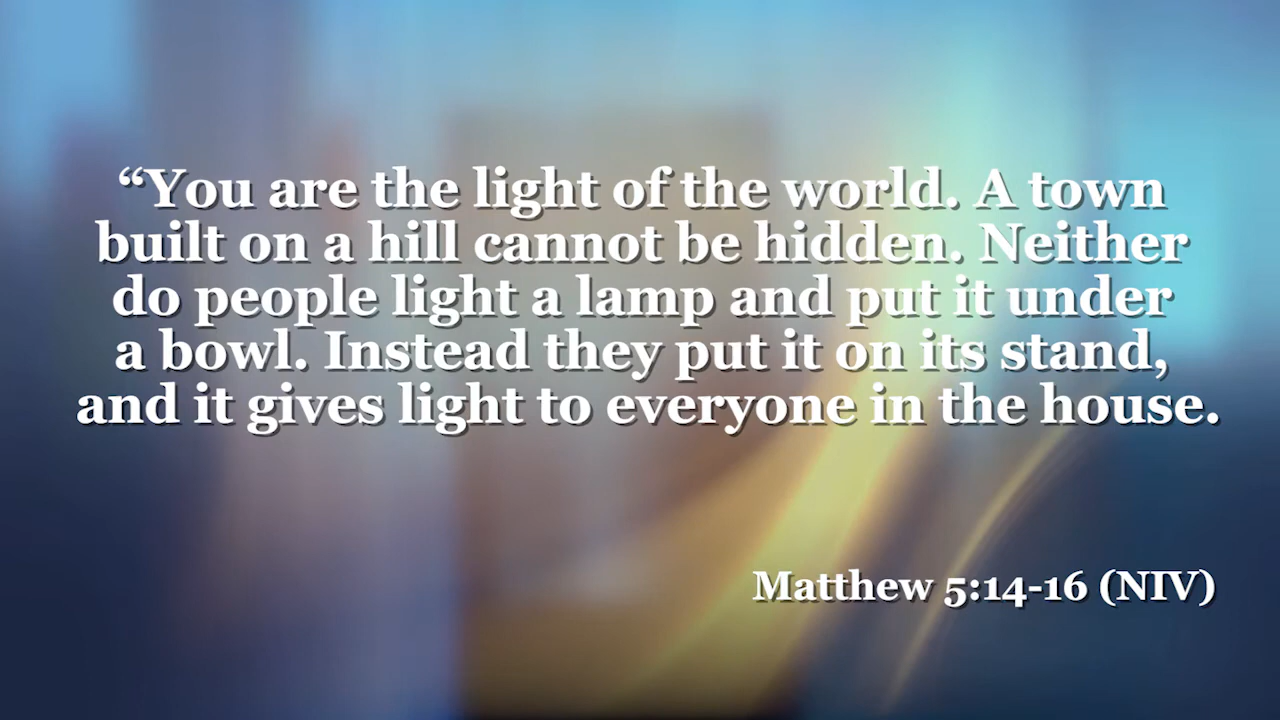 “You are the light of the world. A town
built on a hill cannot be hidden. Neither
do people light a lamp and put it under
a bowl. Instead they put it on its stand,
and it gives light to everyone in the house.
Matthew 5:14-16 (NIV)